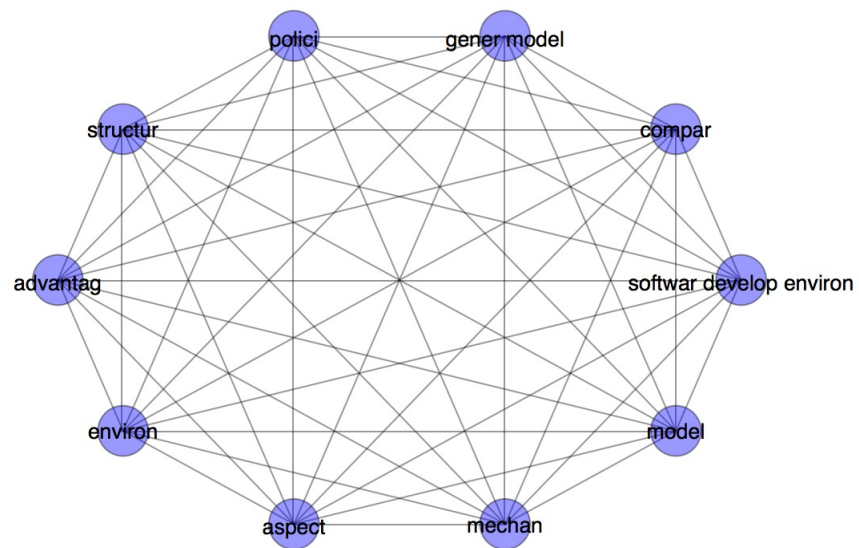 polici
gener model
structur
compar
advantag
softwar develop environ
environ
model
aspect
mechan